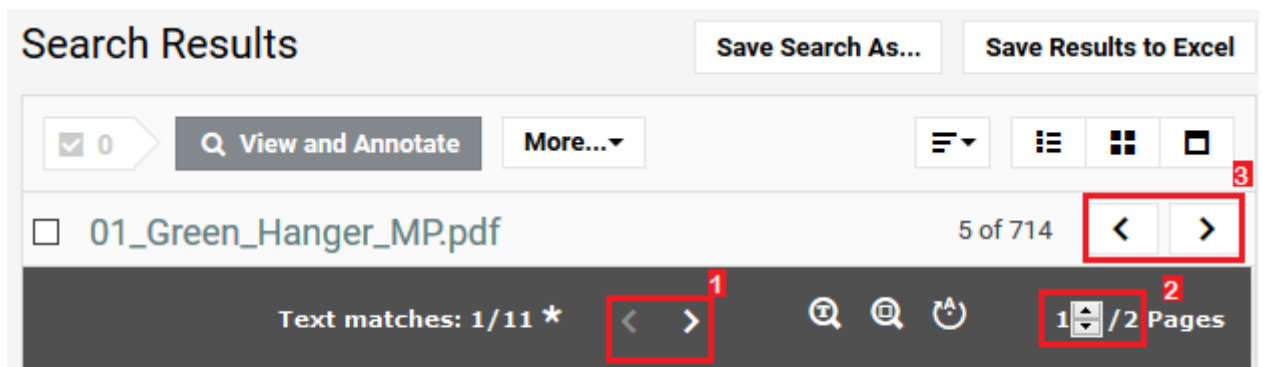 Search Results Save Search As... Save Results to Excel
0 View and Annotate More...
3
01_Green_Hanger_MP.pdf 5 of 714 < >
1 2
Text matches: 1/11 * < > T A 1 /2 Pages